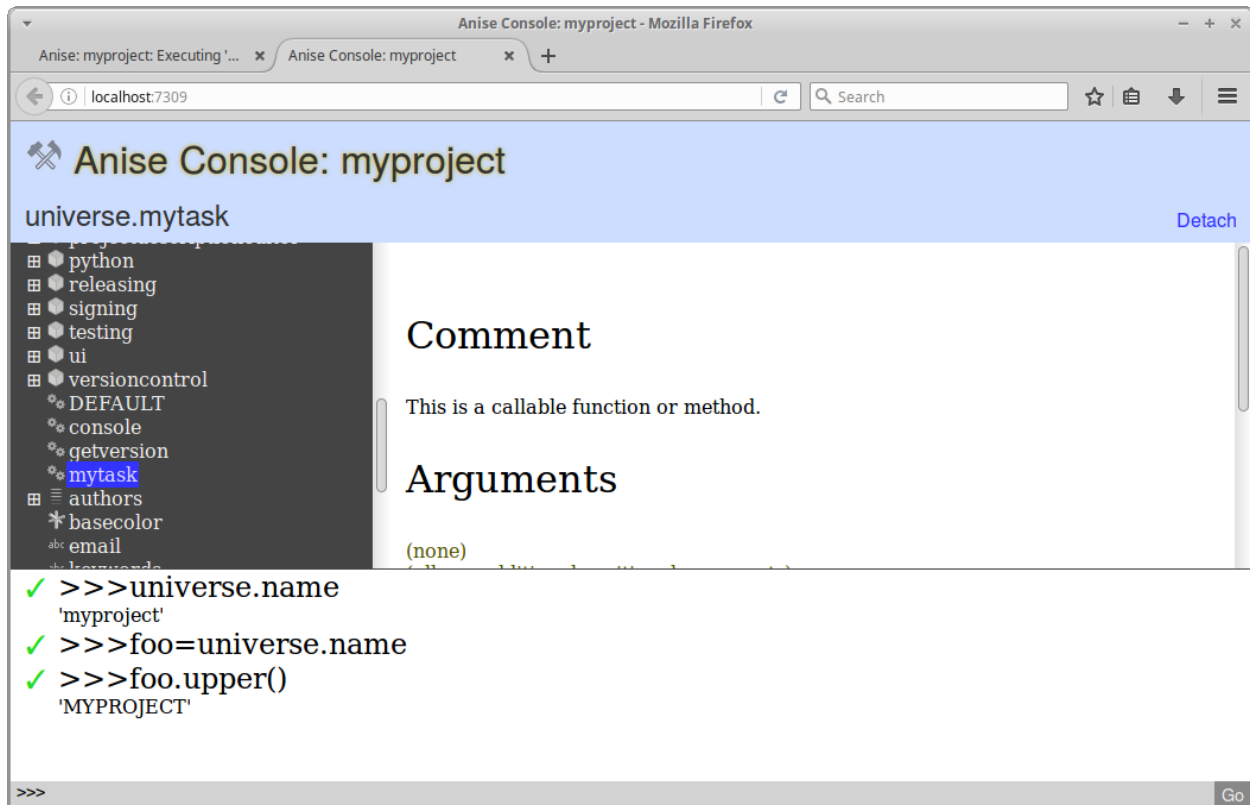 Anise Console: myproject - Mozilla Firefox
Anise: myproject: Executing '...
Anise Console: myproject
localhost:7309
Search
Anise Console: myproject
universe.mytask
Detach
python
releasing
signing
testing
ui
versioncontrol
DEFAULT
console
getversion
mytask
authors
basecolor
abc email
Comment
This is a callable function or method.
Arguments
(none)
>>>universe.name
'myproject'
>>>foo=universe.name
>>>foo.upper()
'MYPROJECT'
>>>
Go